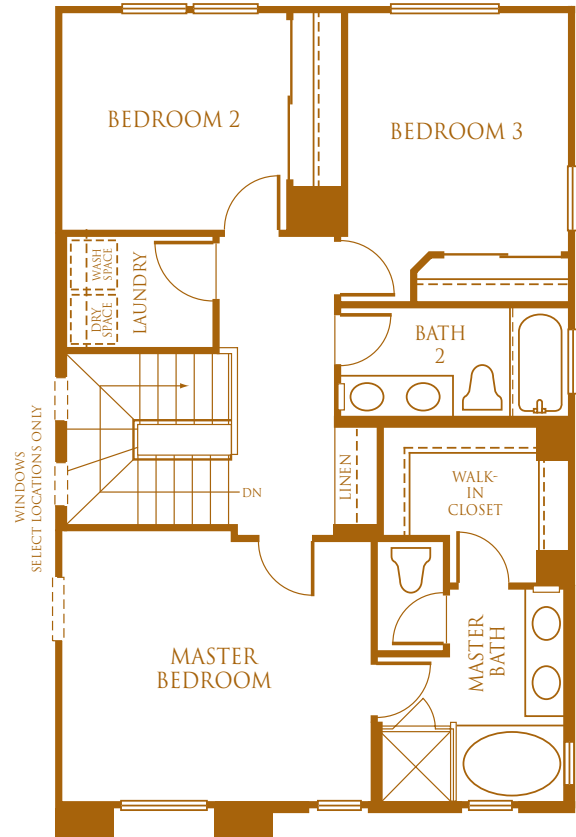 BEDROOM 2
BEDROOM 3
WASH
SPACE
DRY
SPACE
LAUNDRY
BATH
2
WINDOWS
SELECT LOCATIONS ONLY
DN
LINEN
WALK-
IN
CLOSET
MASTER
BEDROOM
MASTER
BATH